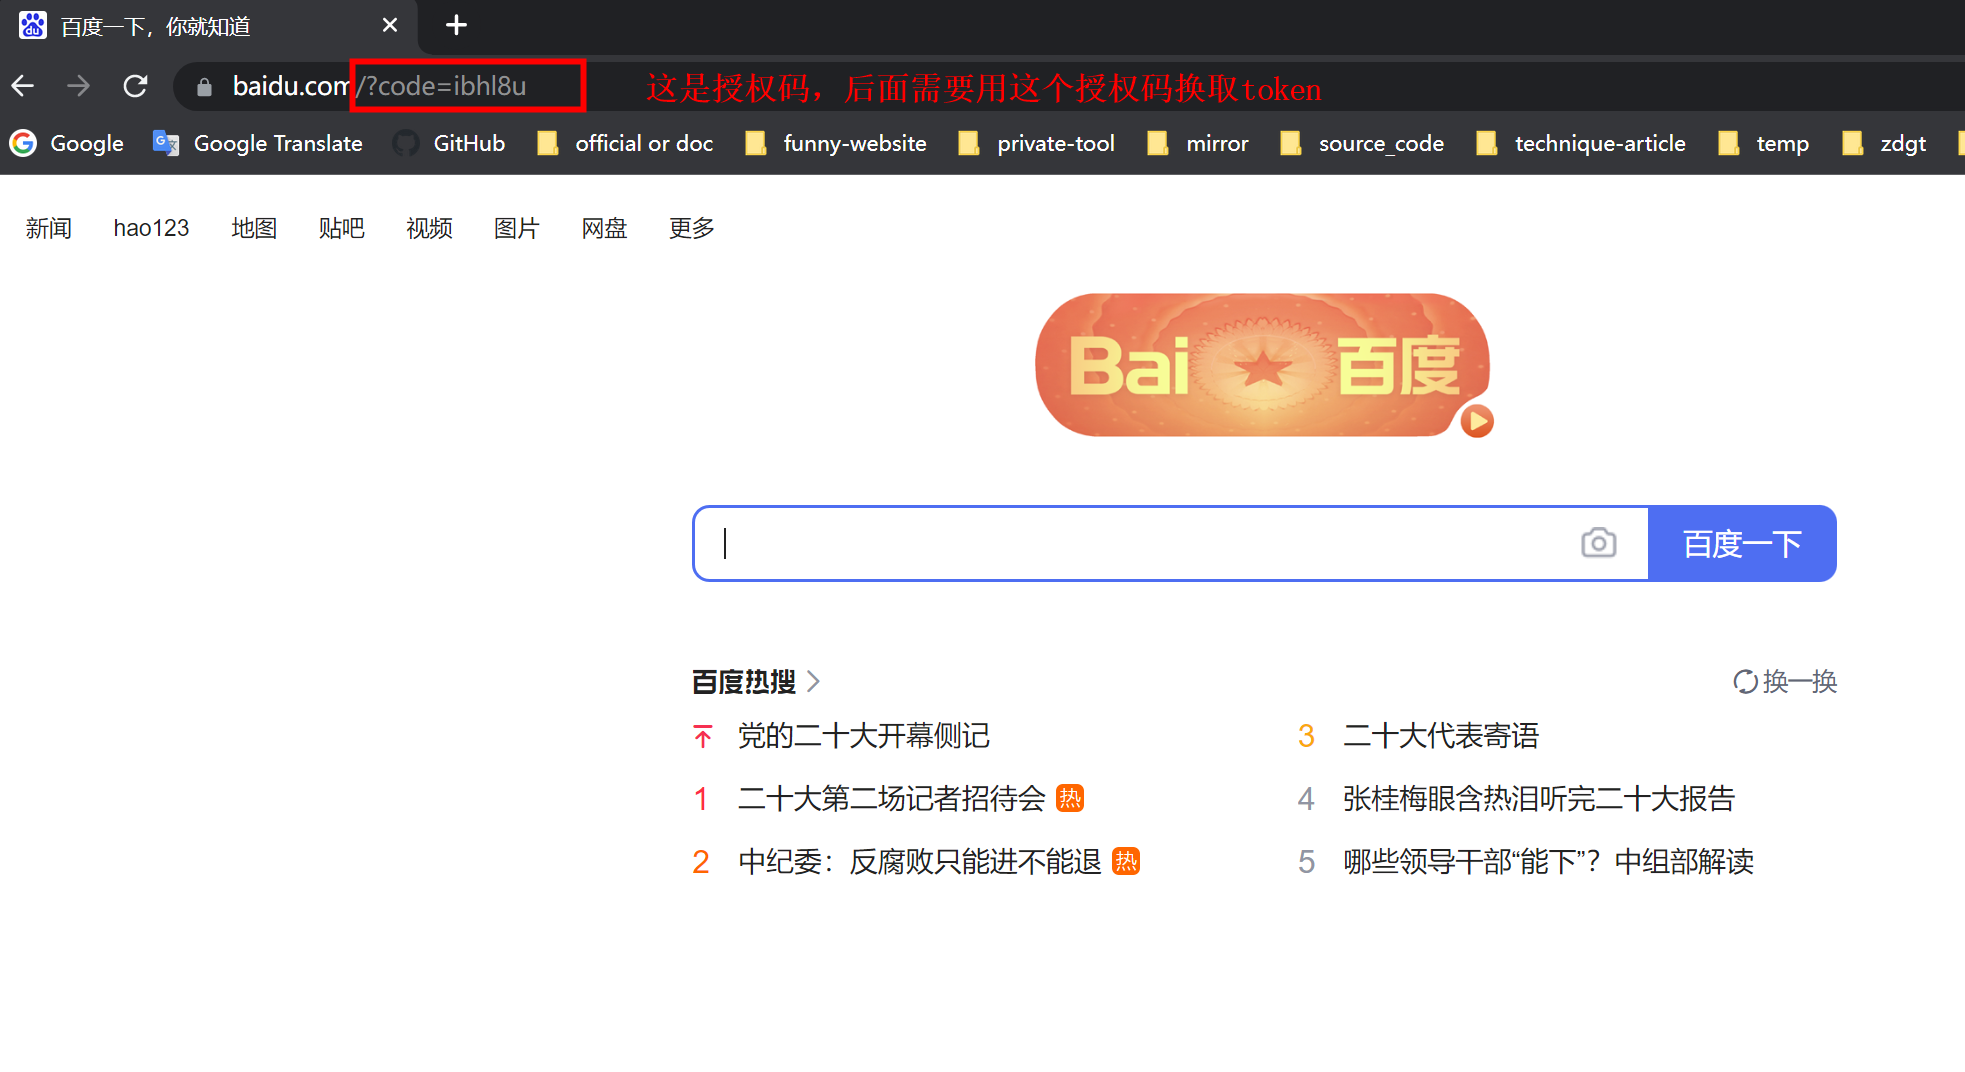 百度一下，你就知道
baidu.com/?code=ibhl8u 这是授权码，后面需要用这个授权码换取token
Google Google Translate GitHub official or doc funny-website private-tool mirror source_code technique-article temp zdgt
新闻 hao123 地图 贴吧 视频 图片 网盘 更多
Bai 百度
百度一下
百度热搜 换一换
党的二十大开幕侧记
1 二十大第二场记者招待会 热
2 中纪委：反腐败只能进不能退 热
3 二十大代表寄语
4 张桂梅眼含热泪听完二十大报告
5 哪些领导干部“能下”？中组部解读